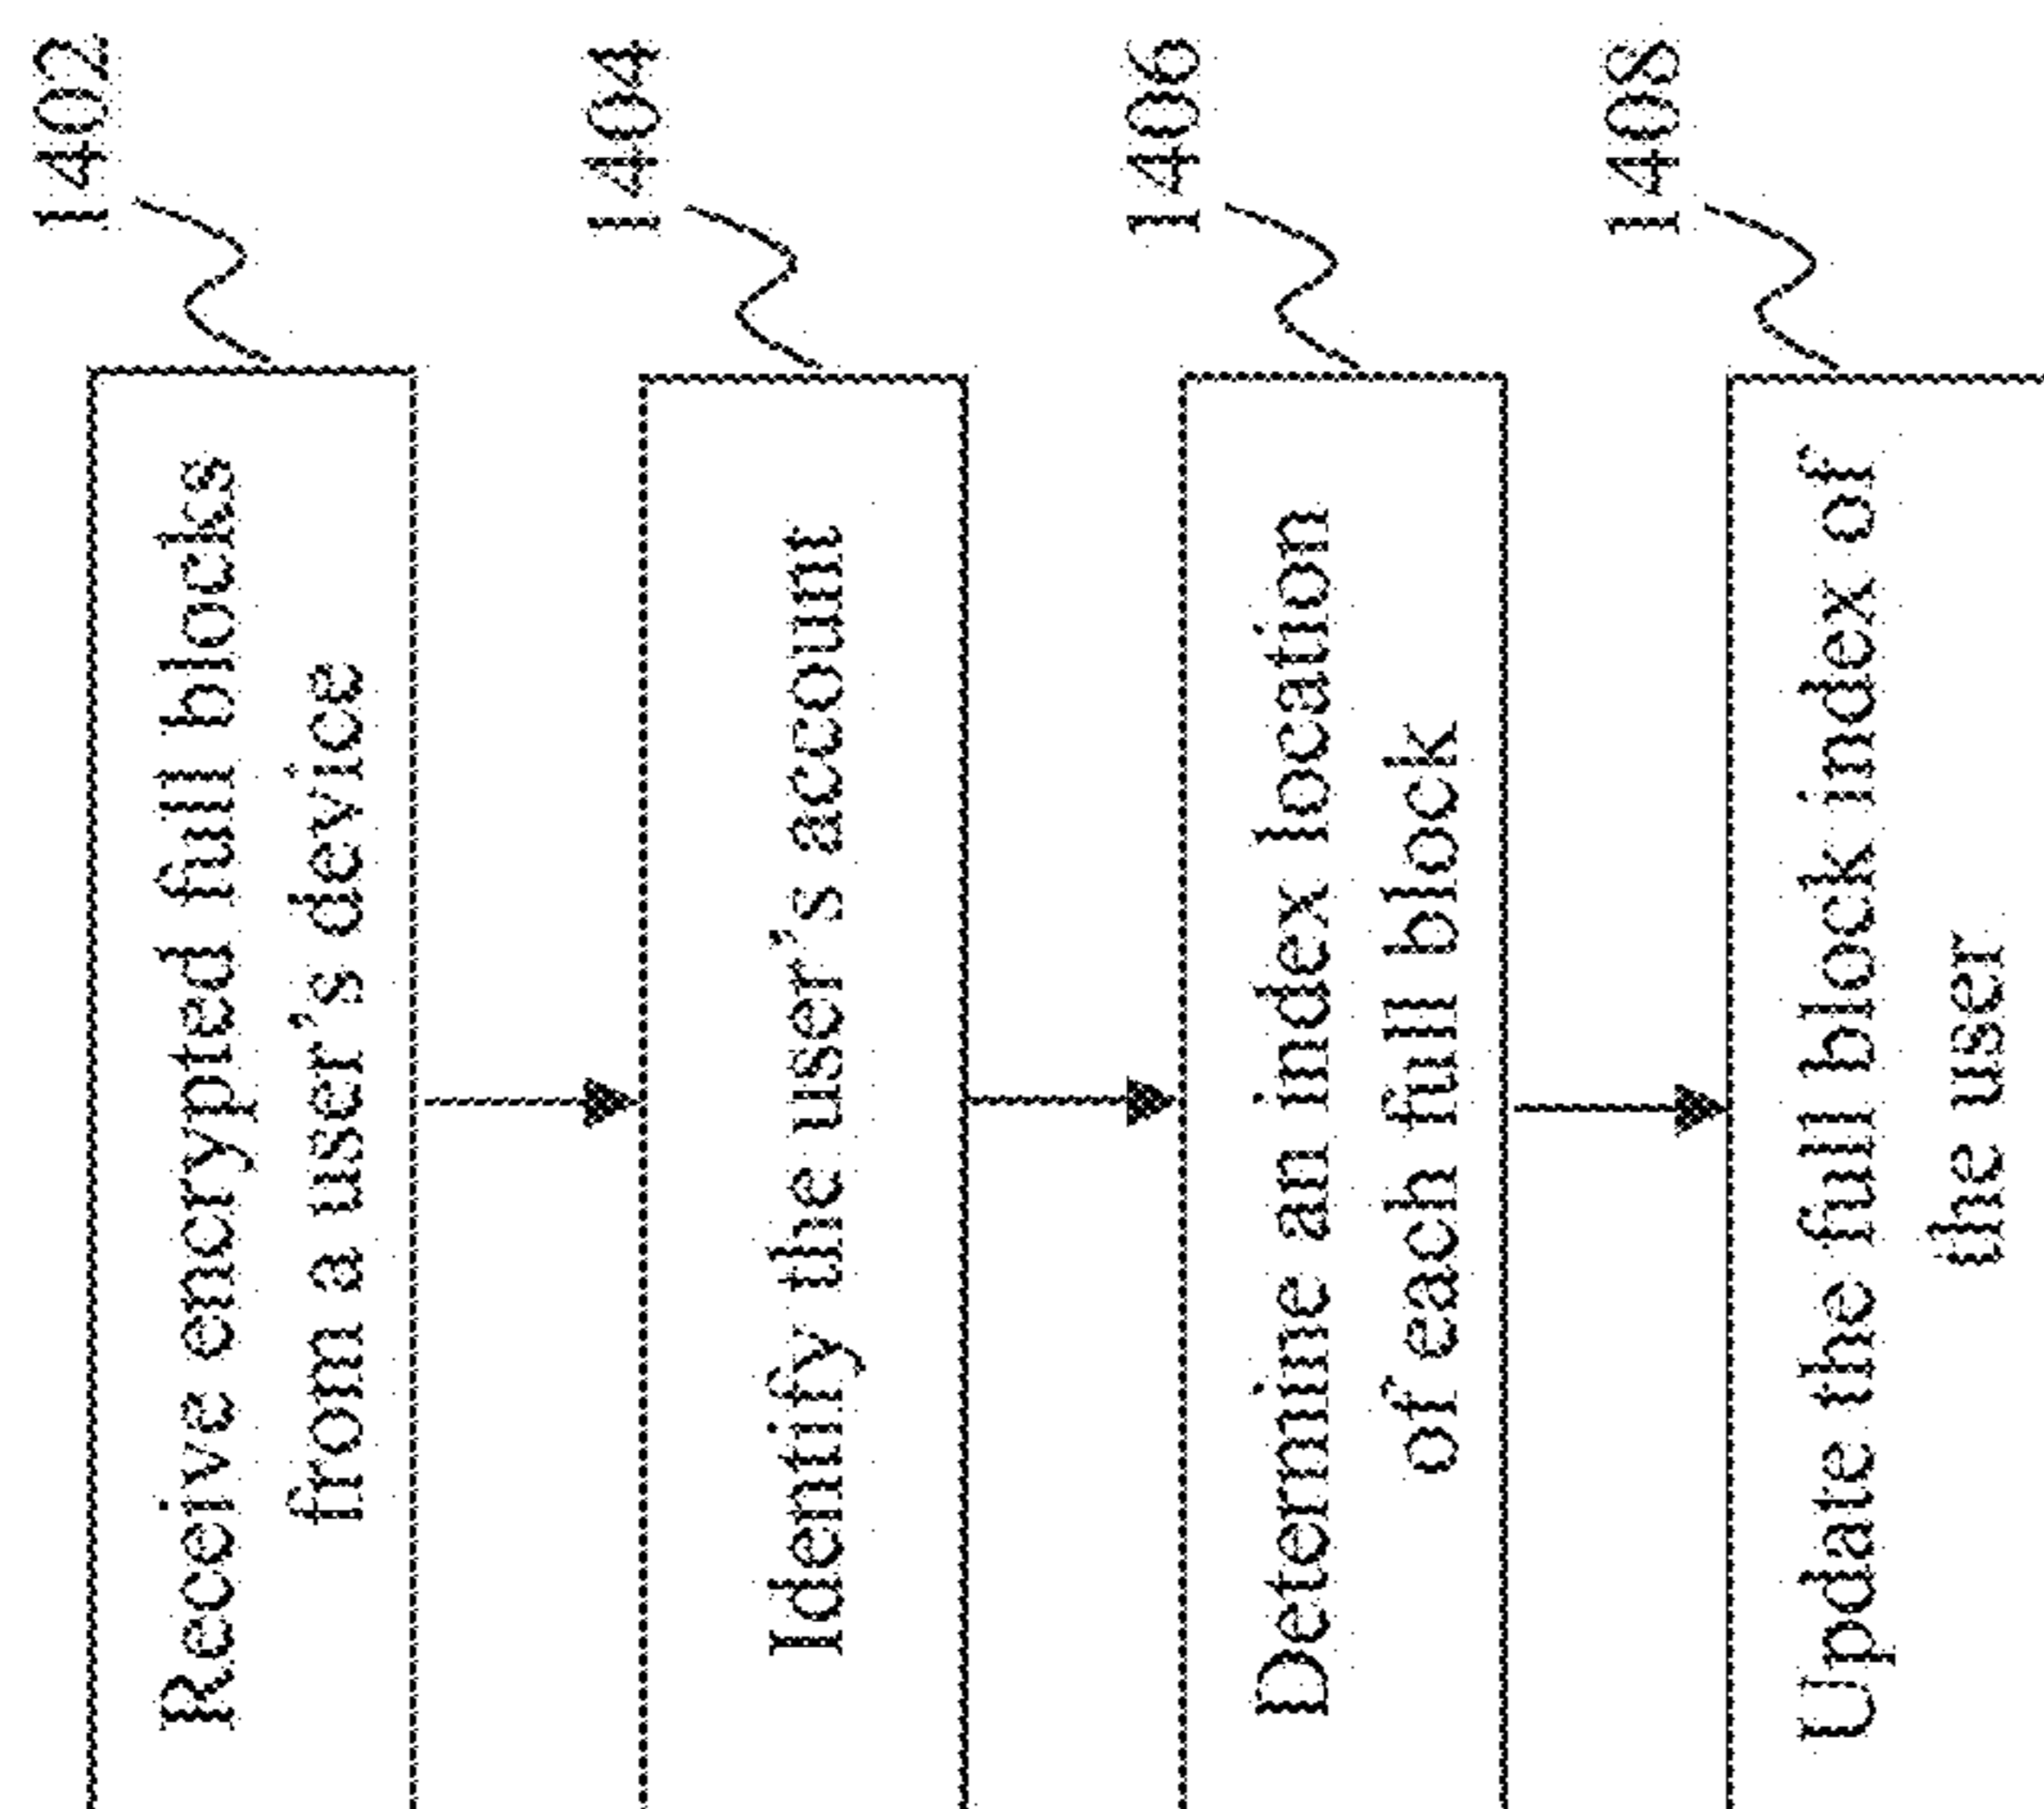 1402
Receive encrypted full blocks
from a user's device
1404
Identify the user's account
1406
Determine an index location
of each full block
1408
Update the full block index of
the user